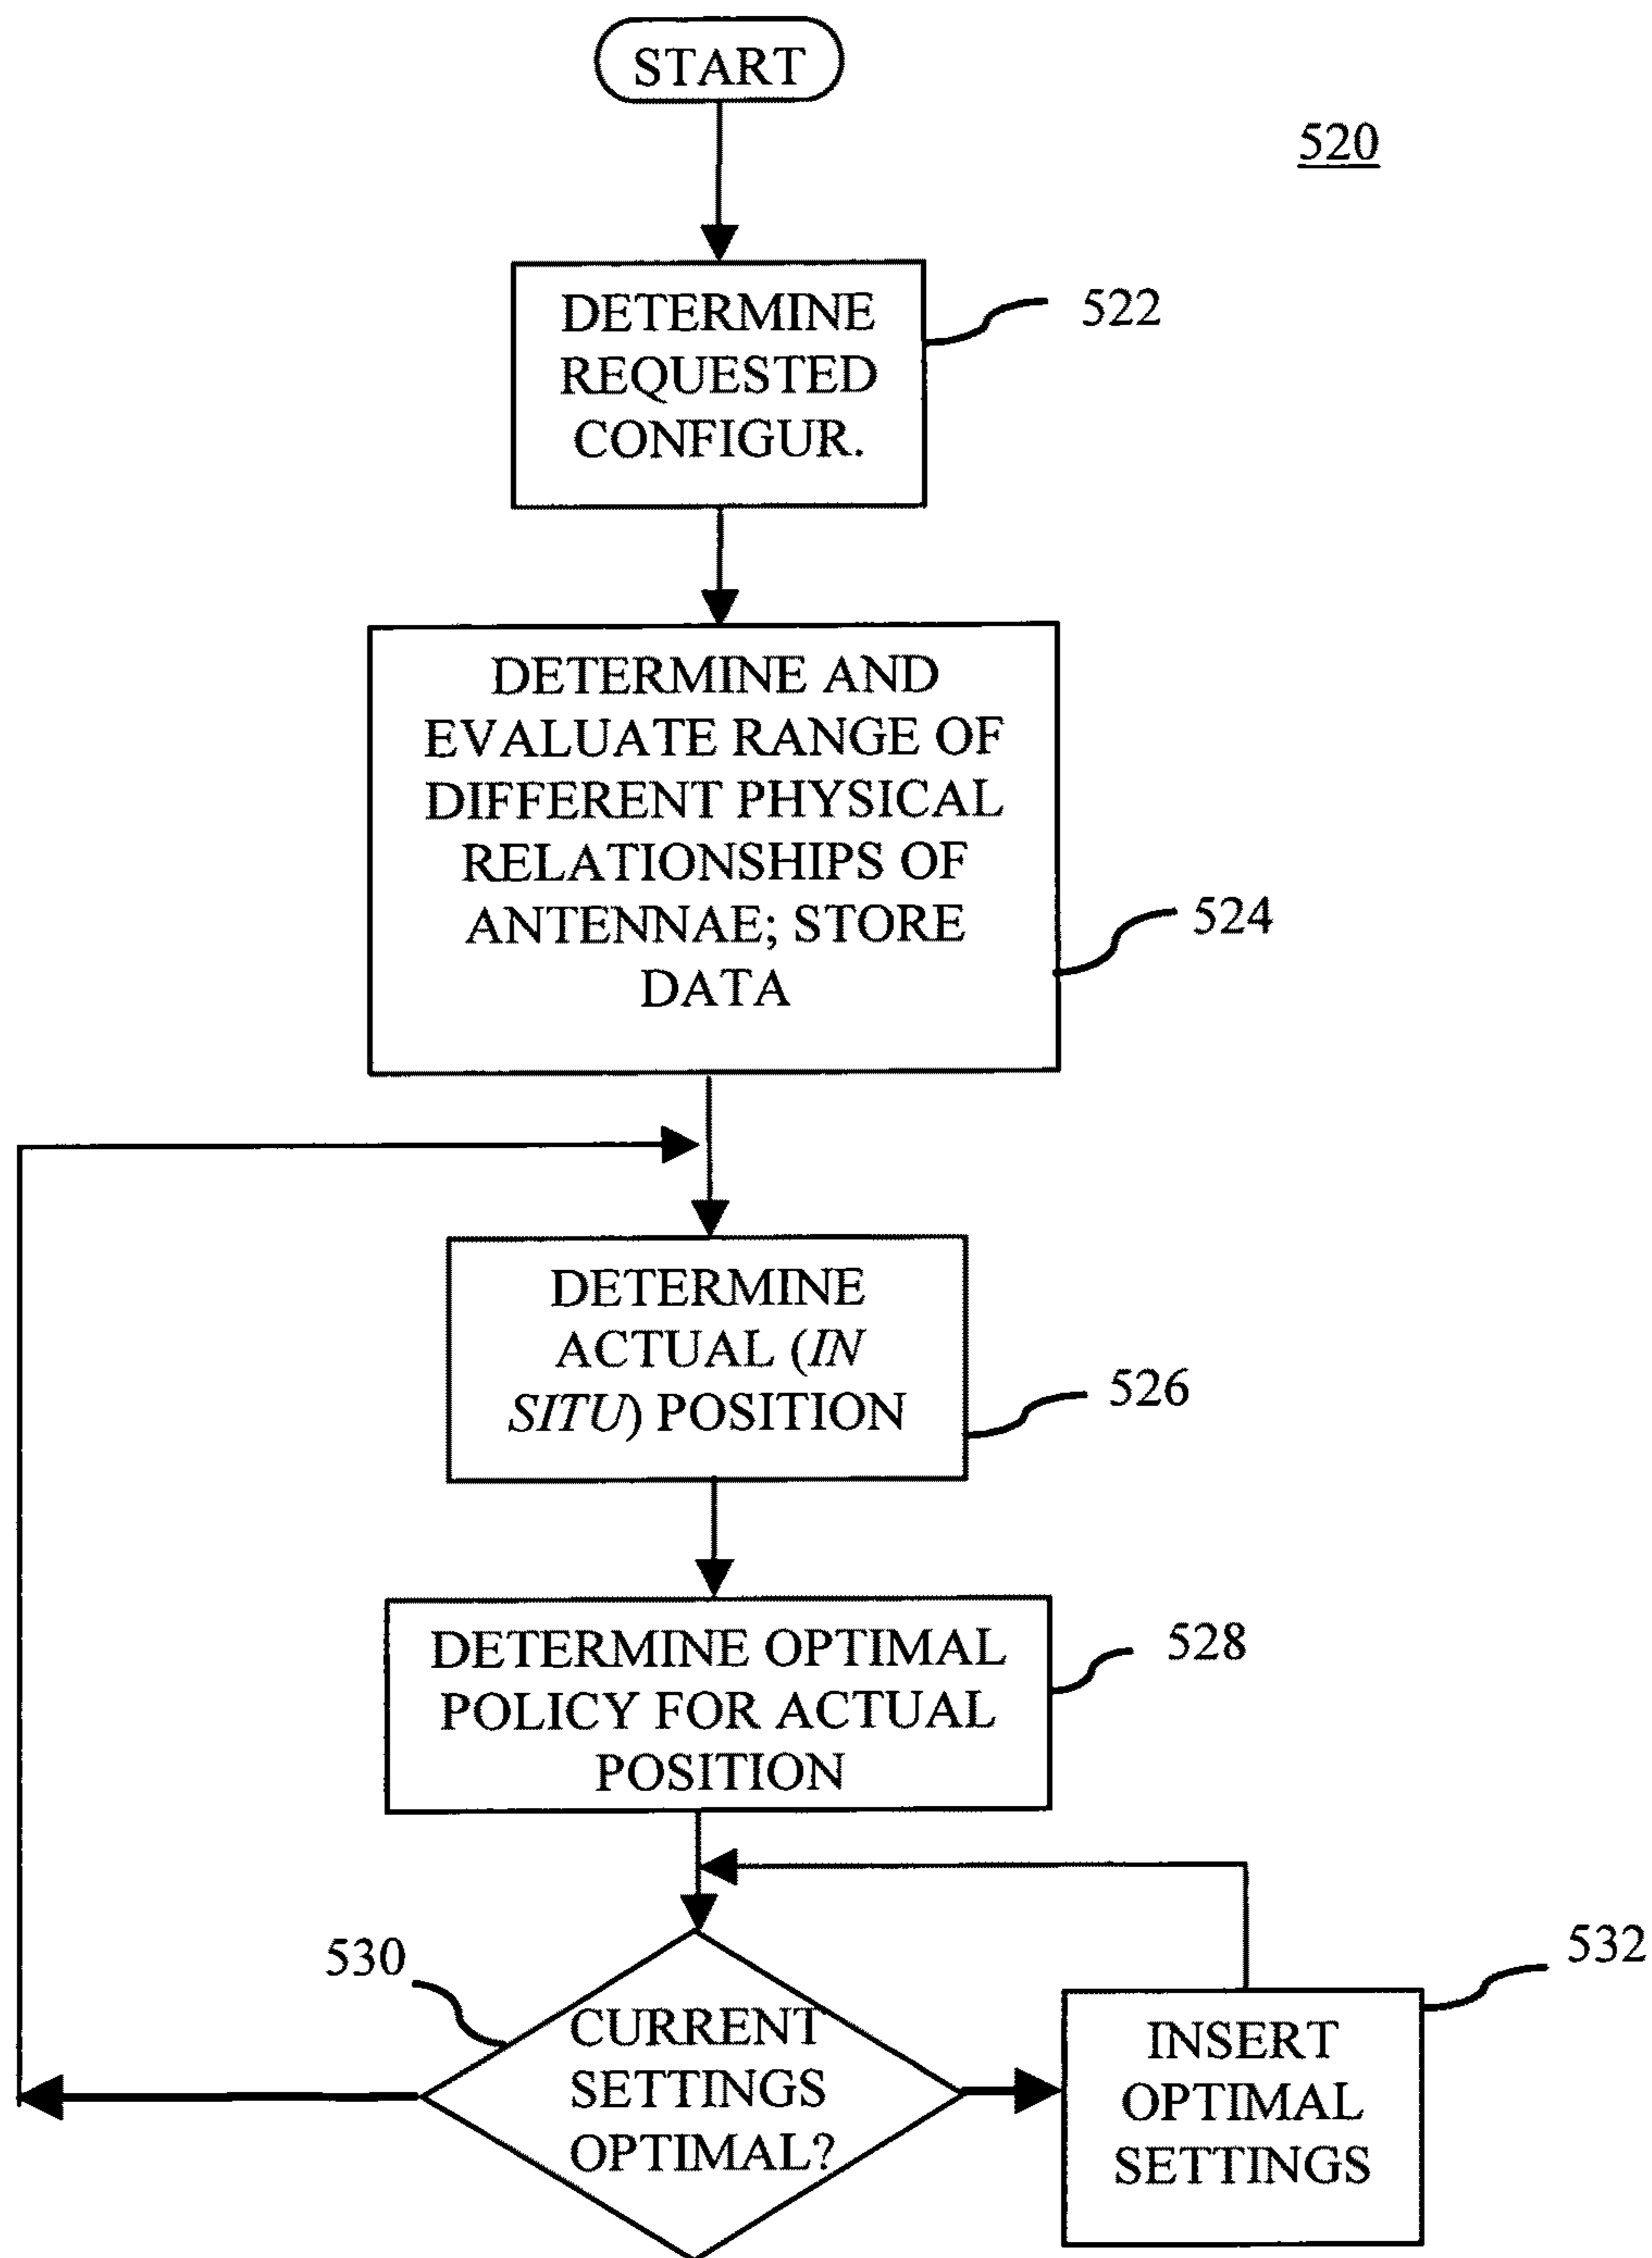 START
520
DETERMINE
REQUESTED
CONFIGUR.
522
DETERMINE AND
EVALUATE RANGE OF
DIFFERENT PHYSICAL
RELATIONSHIPS OF
ANTENNAE; STORE
DATA
524
DETERMINE
ACTUAL (IN
SITU) POSITION
526
DETERMINE OPTIMAL
POLICY FOR ACTUAL
POSITION
528
530
CURRENT
SETTINGS
OPTIMAL?
532
INSERT
OPTIMAL
SETTINGS